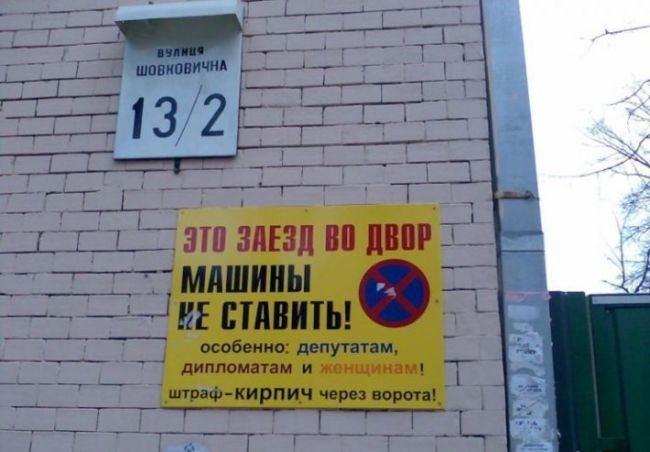 вулиця
ШОВКОВИЧНА
13/2
ЭТО ЗАЕЗД ВО ДВОР
МАШИНЫ
НЕ СТАВИТЬ!
особенно: депутатам,
дипломатам и женщинам!
штраф-кирпич через ворота!